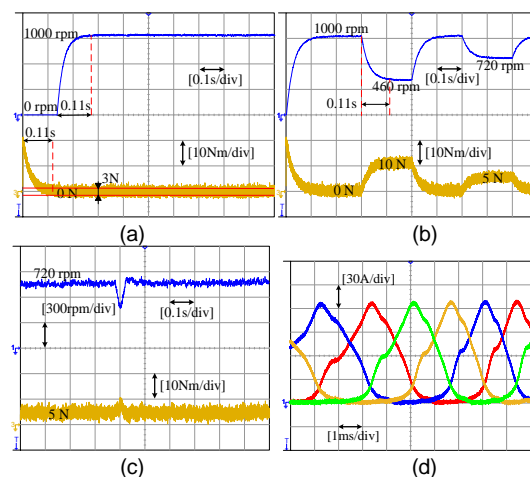 1000 rpm
[0.1s/div]
0 rpm
0.11s
0.11s
[10Nm/div]
3N
0 N
(a)
1000 rpm
720 rpm
[0.1s/div]
460 rpm
0.11s
[10Nm/div]
10 N
0 N
5 N
(b)
720 rpm
[300rpm/div]
[0.1s/div]
[10Nm/div]
5 N
(c)
[30A/div]
[1ms/div]
(d)